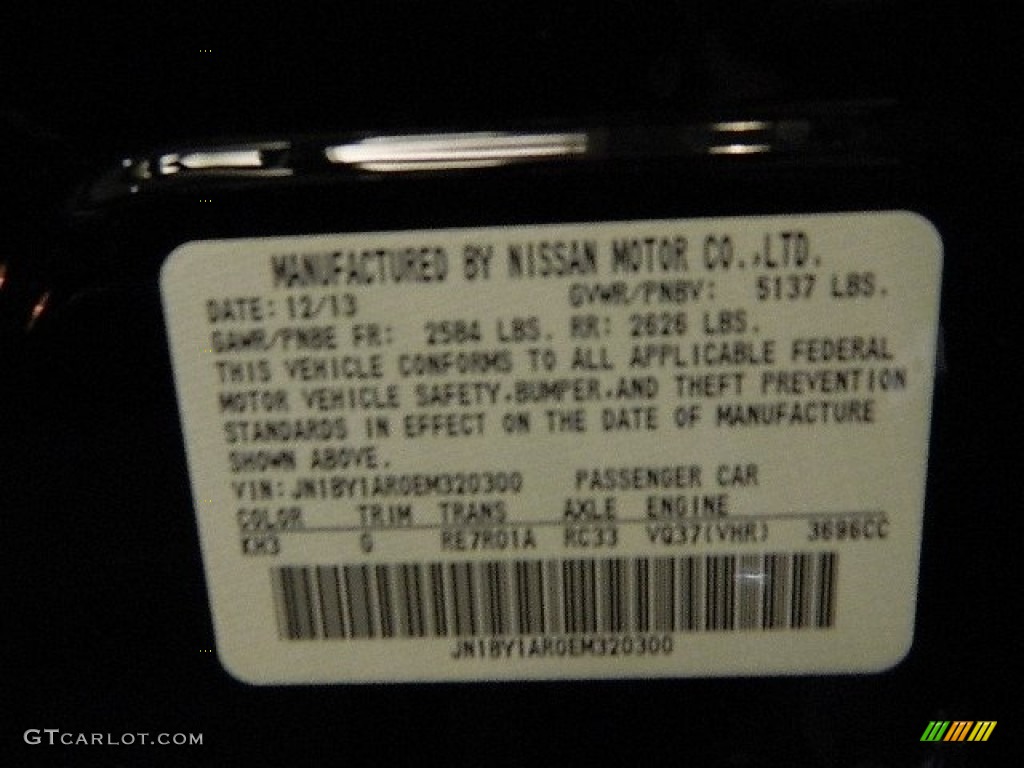 MANUFACTURED BY NISSAN MOTOR CO.,LTD.
DATE: 12/13 GVWR/PNBV: 5137 LBS.
GAWR/PNBE FR: 2584 LBS. RR: 2626 LBS.
THIS VEHICLE CONFORMS TO ALL APPLICABLE FEDERAL
MOTOR VEHICLE SAFETY,BUMPER,AND THEFT PREVENTION
STANDARDS IN EFFECT ON THE DATE OF MANUFACTURE
SHOWN ABOVE.
VIN: JN1BY1AR0EM320300 PASSENGER CAR
COLOR TRIM TRANS AXLE ENGINE
KH3 G RE7R01A RC33 VQ37(VHR) 3696CC
JN1BY1AR0EM320300
GTCARLOT.COM